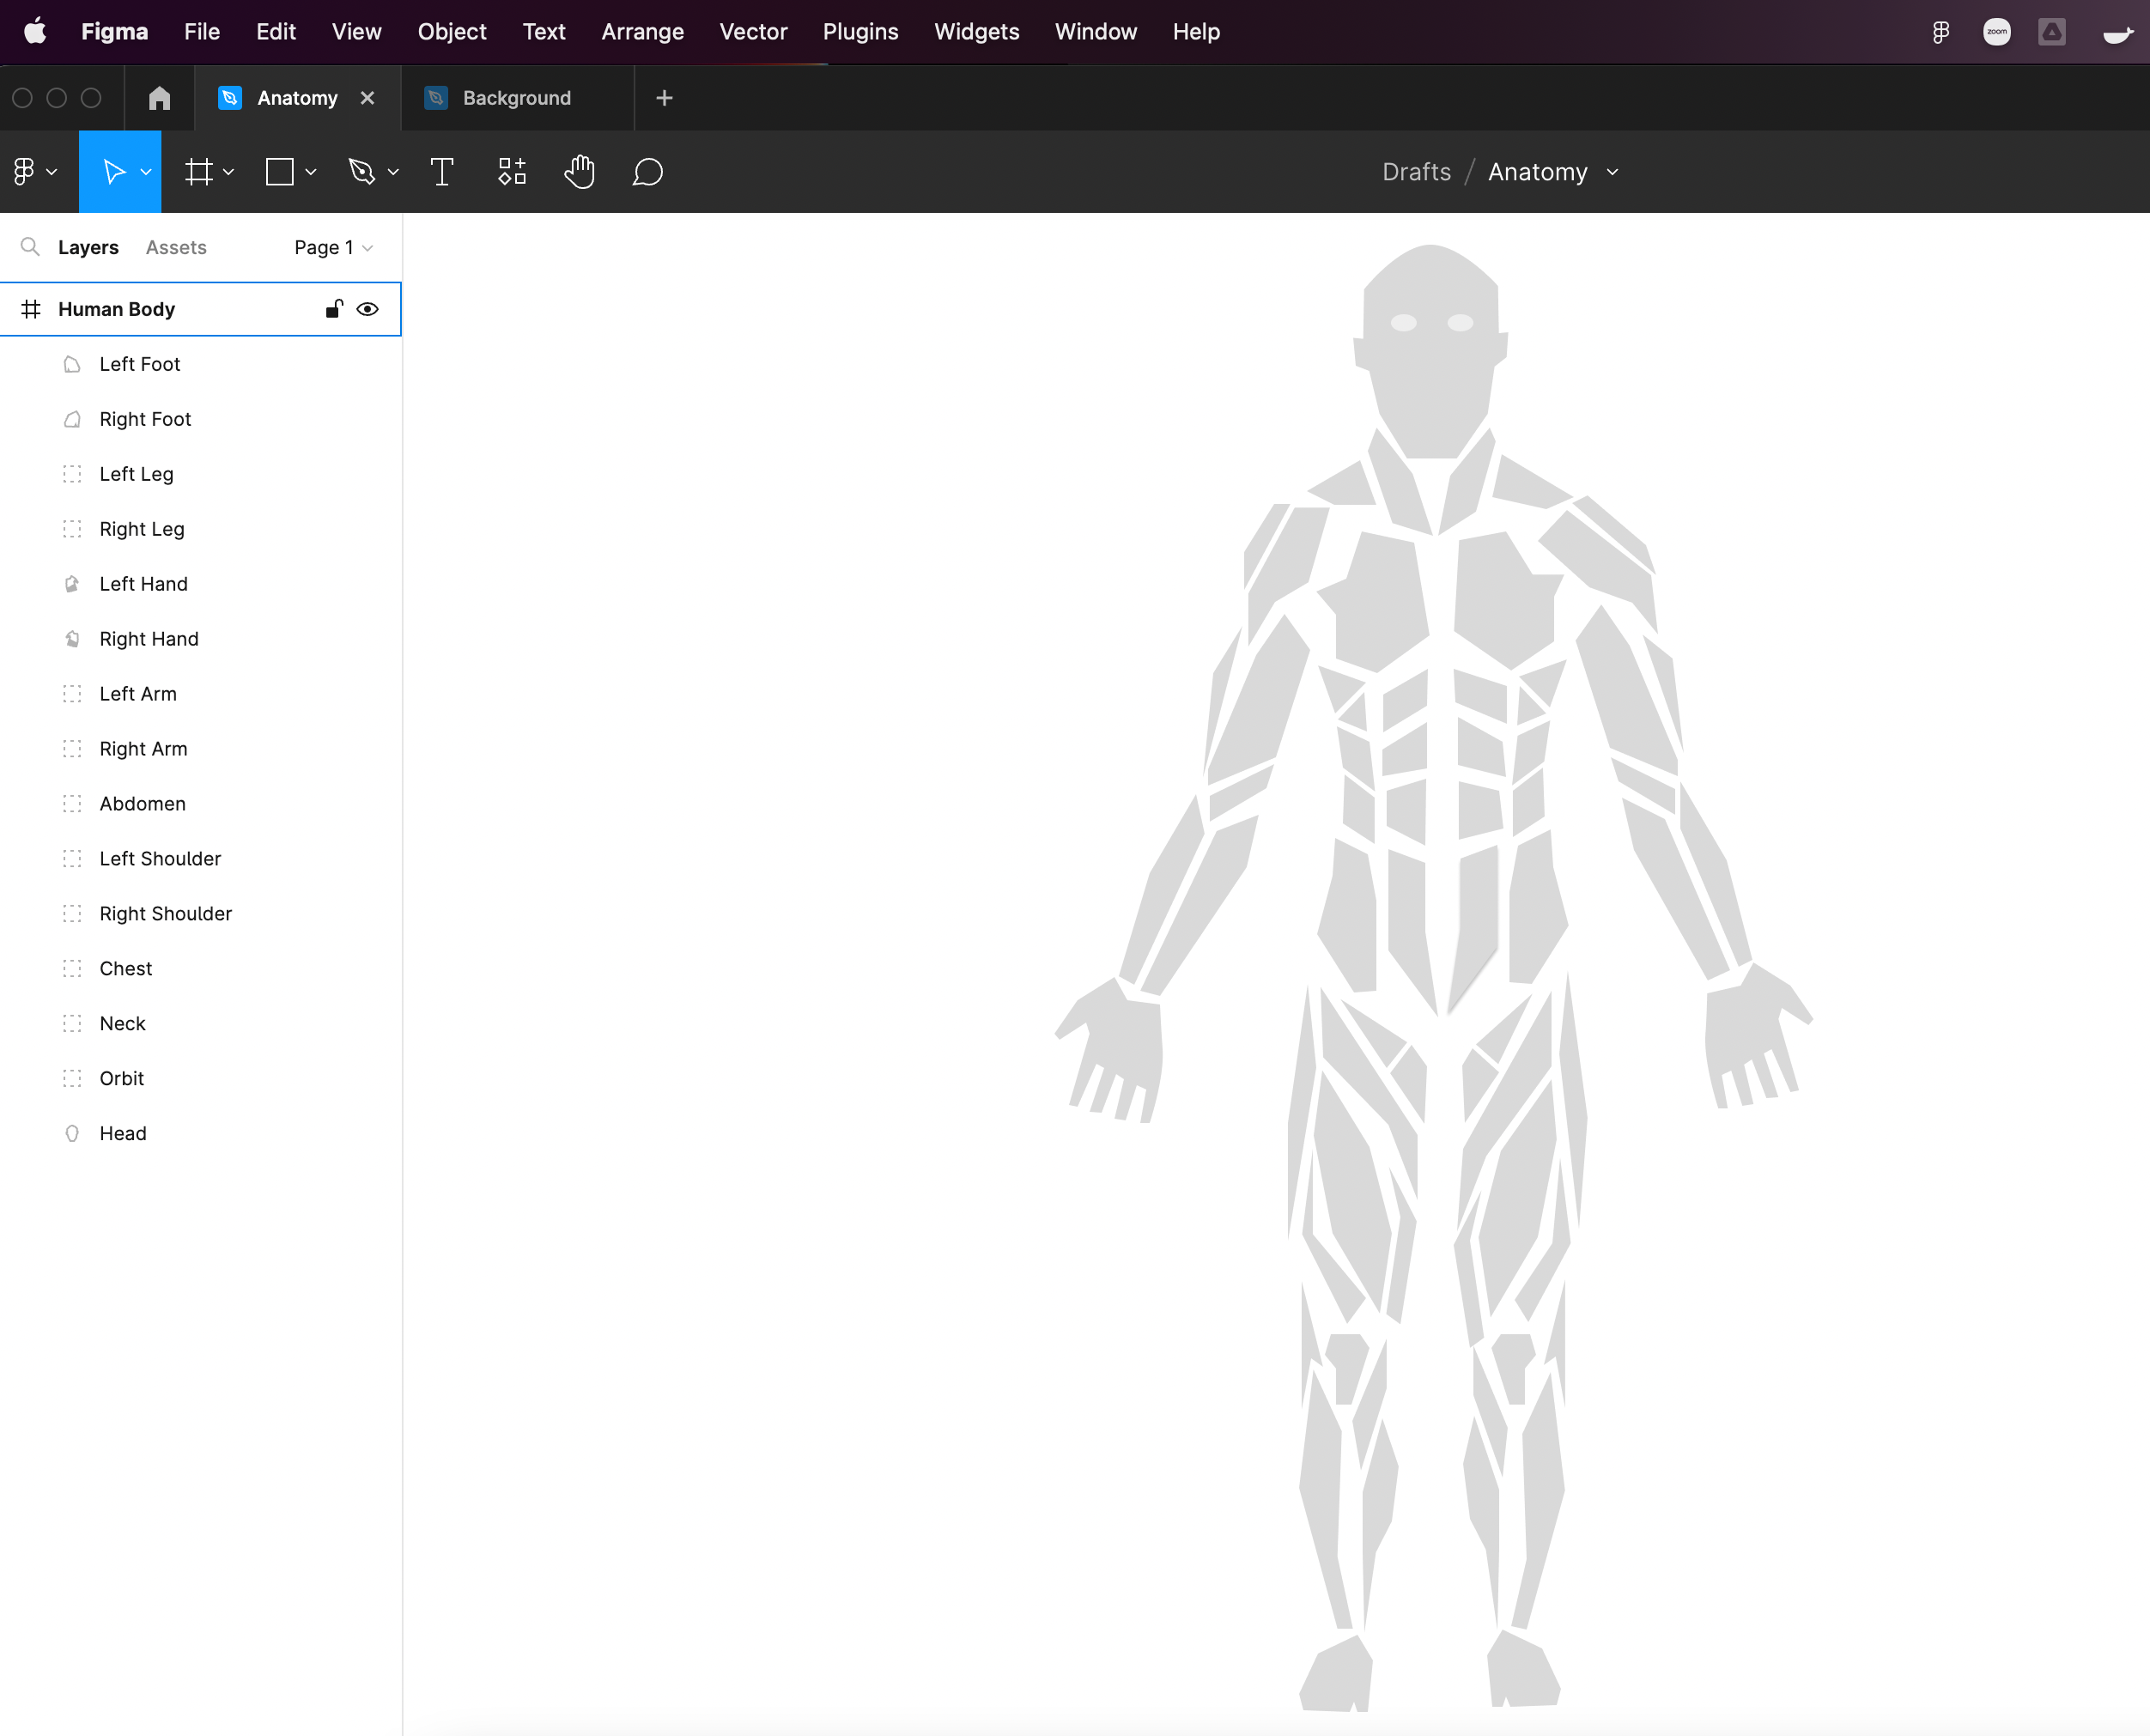 Figma File Edit View Object Text Arrange Vector Plugins Widgets Window Help zoom
Anatomy Background
Drafts / Anatomy
Layers Assets Page 1
Human Body
Left Foot
Right Foot
Left Leg
Right Leg
Left Hand
Right Hand
Left Arm
Right Arm
Abdomen
Left Shoulder
Right Shoulder
Chest
Neck
Orbit
Head